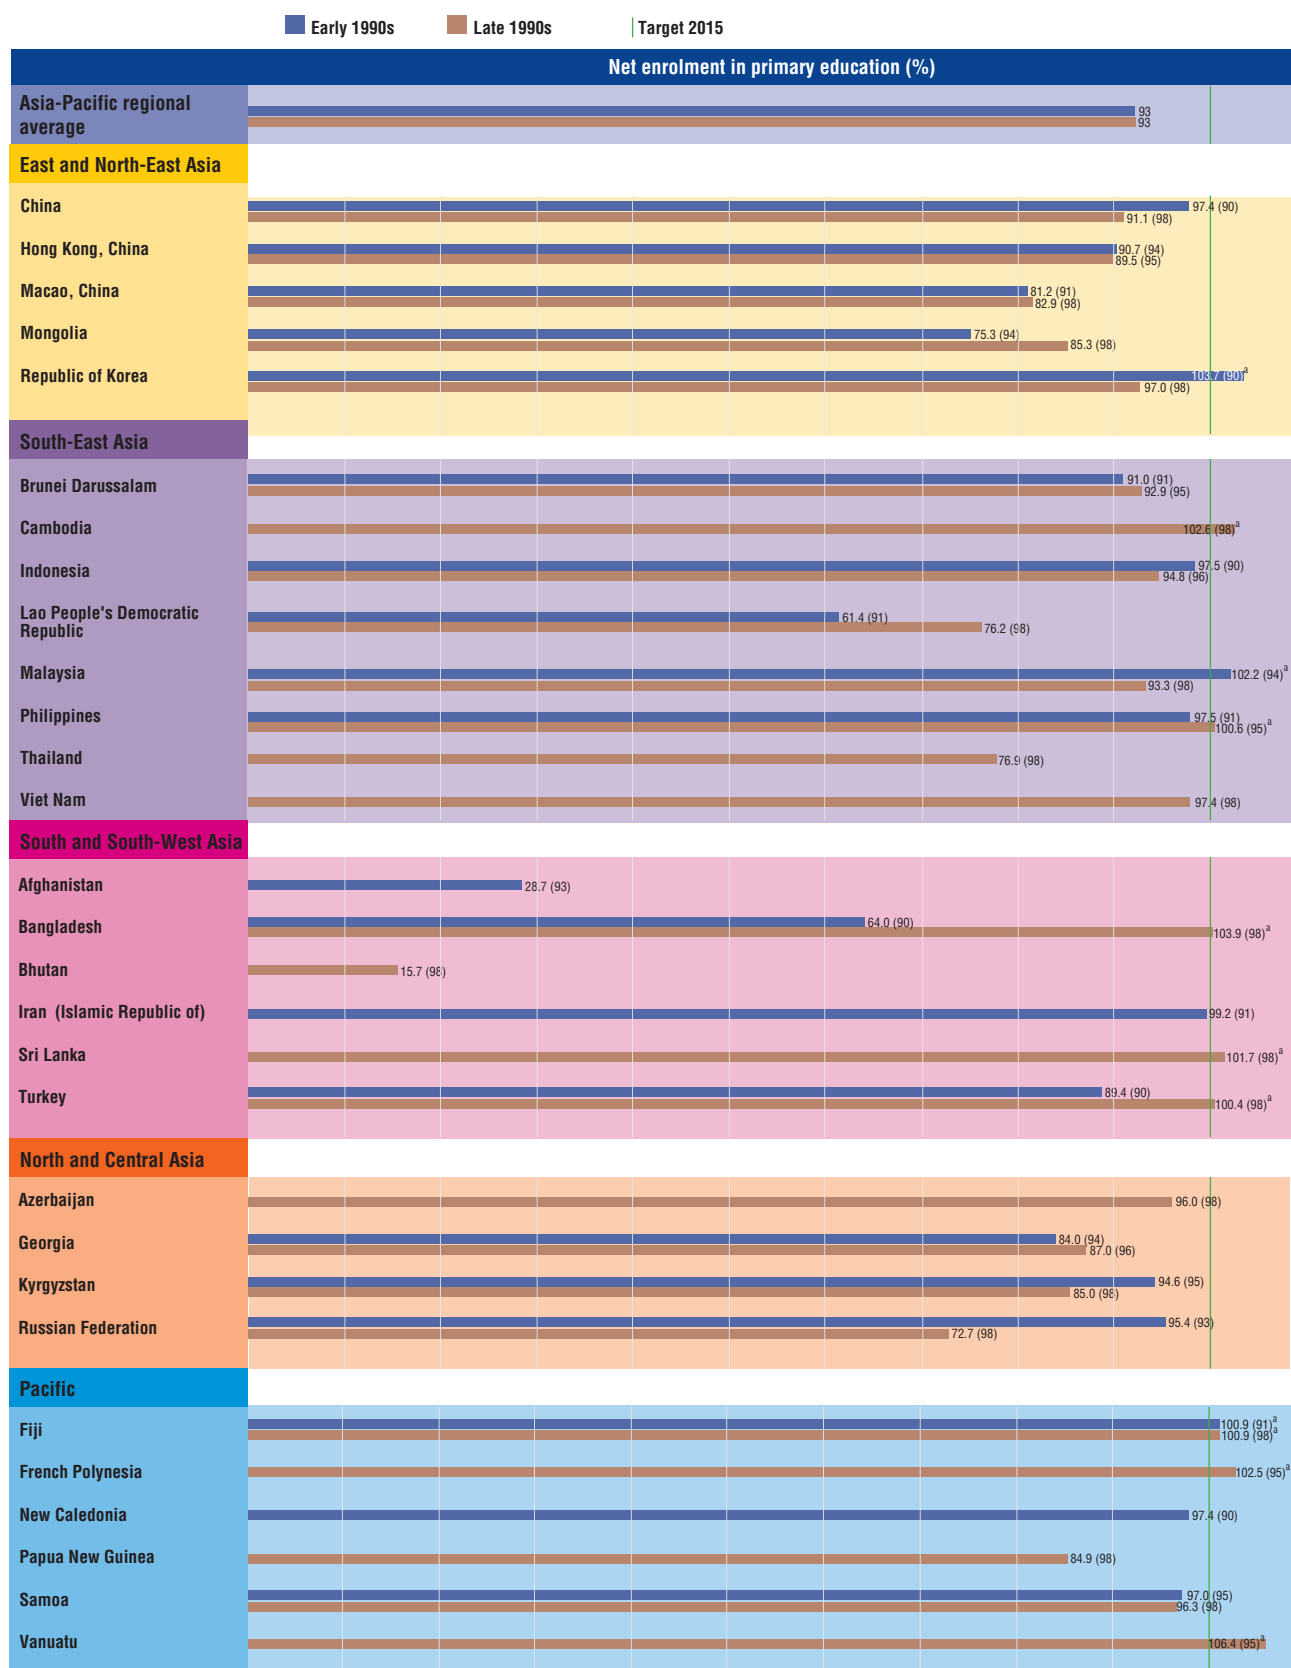 Early 1990s Late 1990s Target 2015
Net enrolment in primary education (%)
Asia-Pacific regional
average
93
93
East and North-East Asia
China
97.4 (90)
91.1 (98)
Hong Kong, China
90.7 (94)
89.5 (95)
Macao, China
81.2 (91)
82.9 (98)
Mongolia
75.3 (94)
85.3 (98)
Republic of Korea
103.7 (90)a
97.0 (98)
South-East Asia
Brunei Darussalam
91.0 (91)
92.9 (95)
Cambodia
102.6 (98)a
Indonesia
97.5 (90)
94.8 (96)
Lao People's Democratic
Republic
61.4 (91)
76.2 (98)
Malaysia
102.2 (94)a
93.3 (98)
Philippines
97.5 (91)
100.6 (95)a
Thailand
76.9 (98)
Viet Nam
97.4 (98)
South and South-West Asia
Afghanistan
28.7 (93)
Bangladesh
64.0 (90)
103.9 (98)a
Bhutan
15.7 (98)
Iran (Islamic Republic of)
99.2 (91)
Sri Lanka
101.7 (98)a
Turkey
89.4 (90)
100.4 (98)a
North and Central Asia
Azerbaijan
96.0 (98)
Georgia
84.0 (94)
87.0 (96)
Kyrgyzstan
94.6 (95)
85.0 (98)
Russian Federation
95.4 (93)
72.7 (98)
Pacific
Fiji
100.9 (91)a
100.9 (98)a
French Polynesia
102.5 (95)a
New Caledonia
97.4 (90)
Papua New Guinea
84.9 (98)
Samoa
97.0 (95)
96.3 (98)
Vanuatu
106.4 (95)a